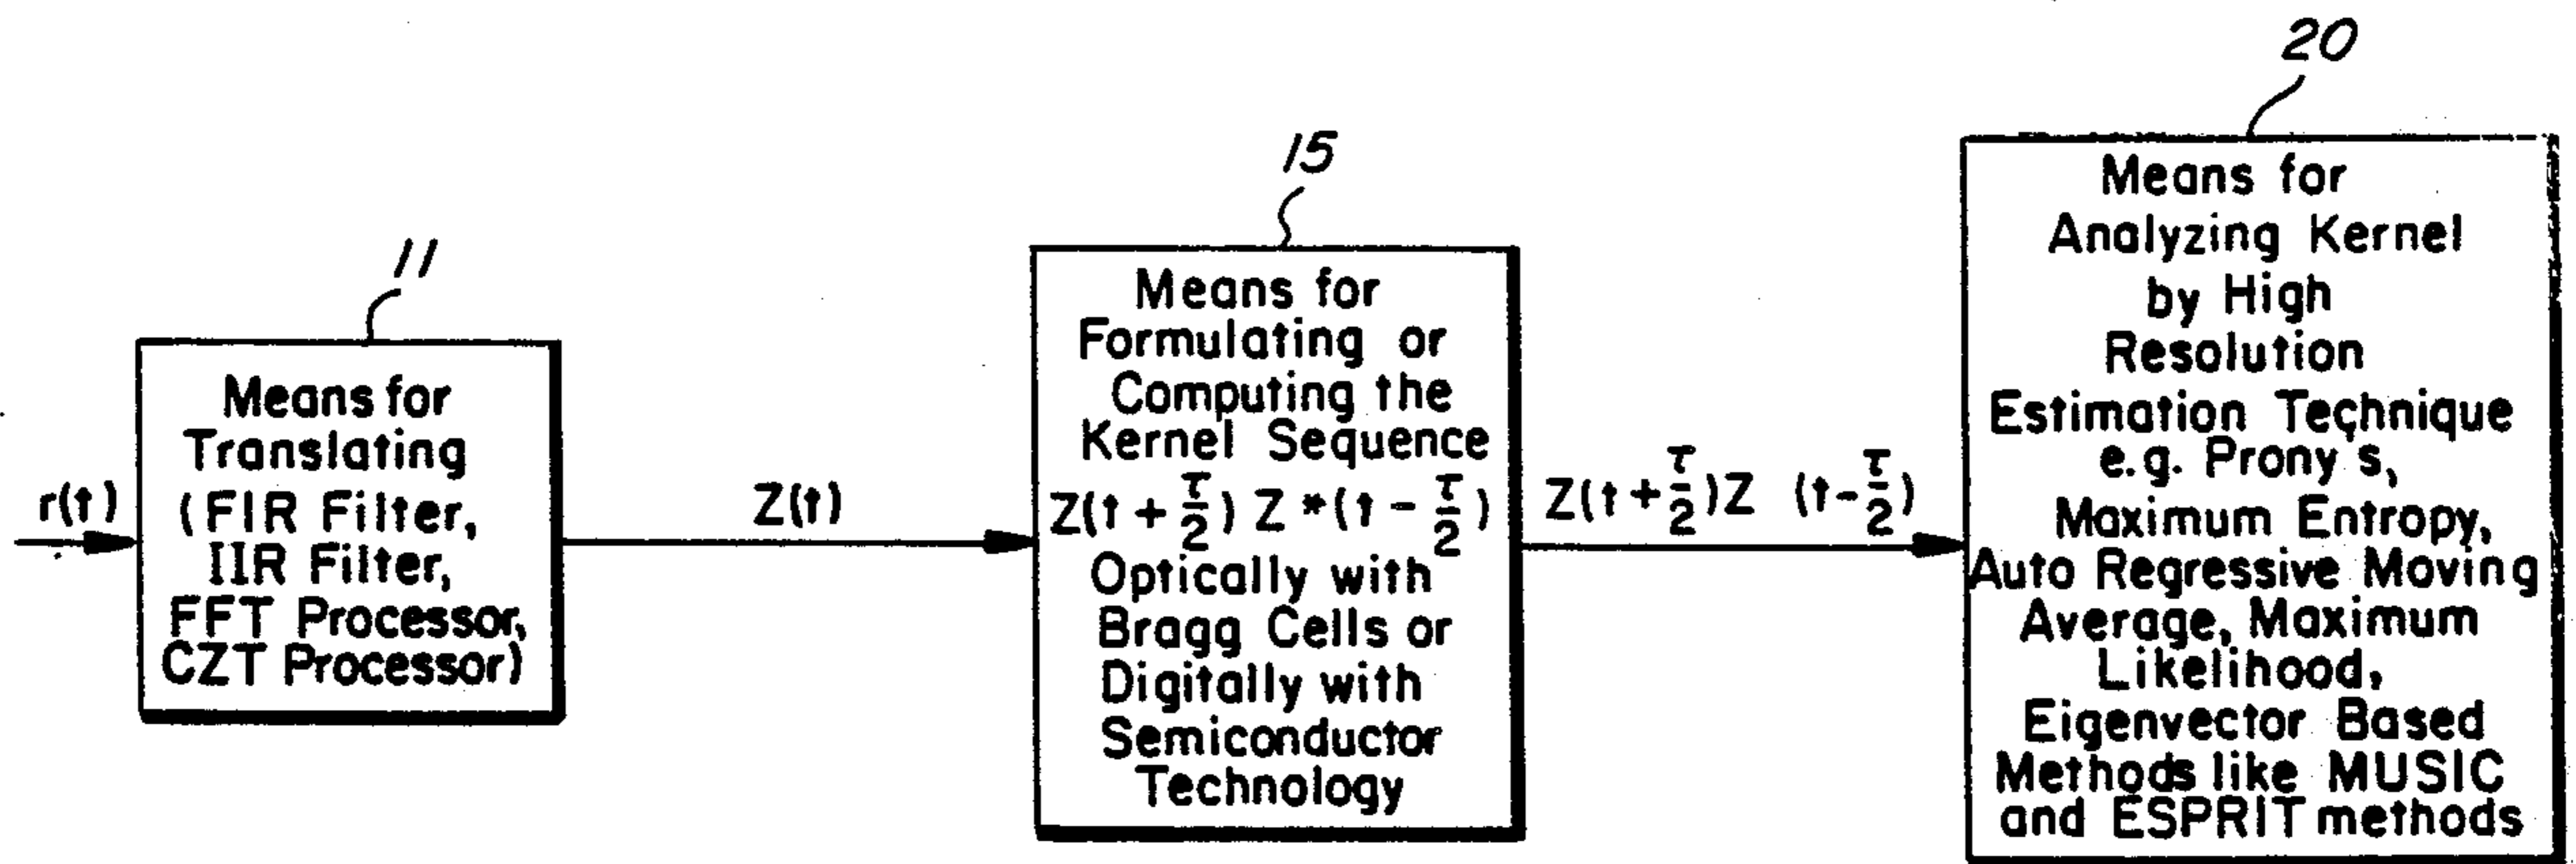 11
Means for
Translating
(FIR Filter,
IIR Filter,
FFT Processor,
CZT Processor)
r(t)
Z(t)
15
Means for
Formulating or
Computing the
Kernel Sequence
Z(t + τ/2) Z *(t - τ/2)
Optically with
Bragg Cells or
Digitally with
Semiconductor
Technology
Z(t + τ/2)Z (t - τ/2)
20
Means for
Analyzing Kernel
by High
Resolution
Estimation Technique
e.g. Prony s,
Maximum Entropy,
Auto Regressive Moving
Average, Maximum
Likelihood,
Eigenvector Based
Methods like MUSIC
and ESPRIT methods